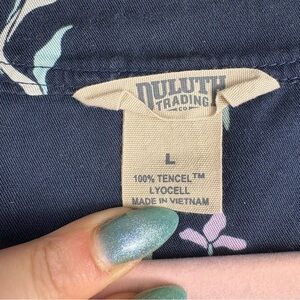 DULUTH
TRADING
CO
L
100% TENCEL™
LYOCELL
MADE IN VIETNAM